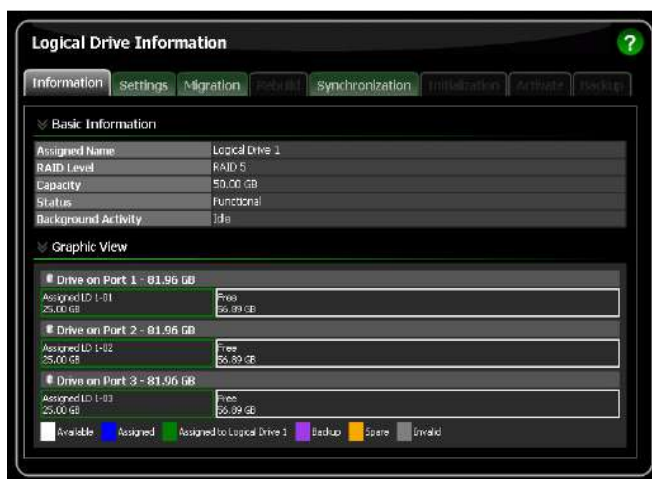 Logical Drive Information
?
Information Settings Migration Rebuild Synchronization Initialization Activate Backup
Basic Information
Assigned Name Logical Drive 1
RAID Level RAID 5
Capacity 50.00 GB
Status Functional
Background Activity Idle
Graphic View
Drive on Port 1 - 81.96 GB
Assigned LD 1-01 Free
25.00 GB 56.89 GB
Drive on Port 2 - 81.96 GB
Assigned LD 1-02 Free
25.00 GB 56.89 GB
Drive on Port 3 - 81.96 GB
Assigned LD 1-03 Free
25.00 GB 56.89 GB
Available Assigned Assigned to Logical Drive 1 Backup Spare Invalid